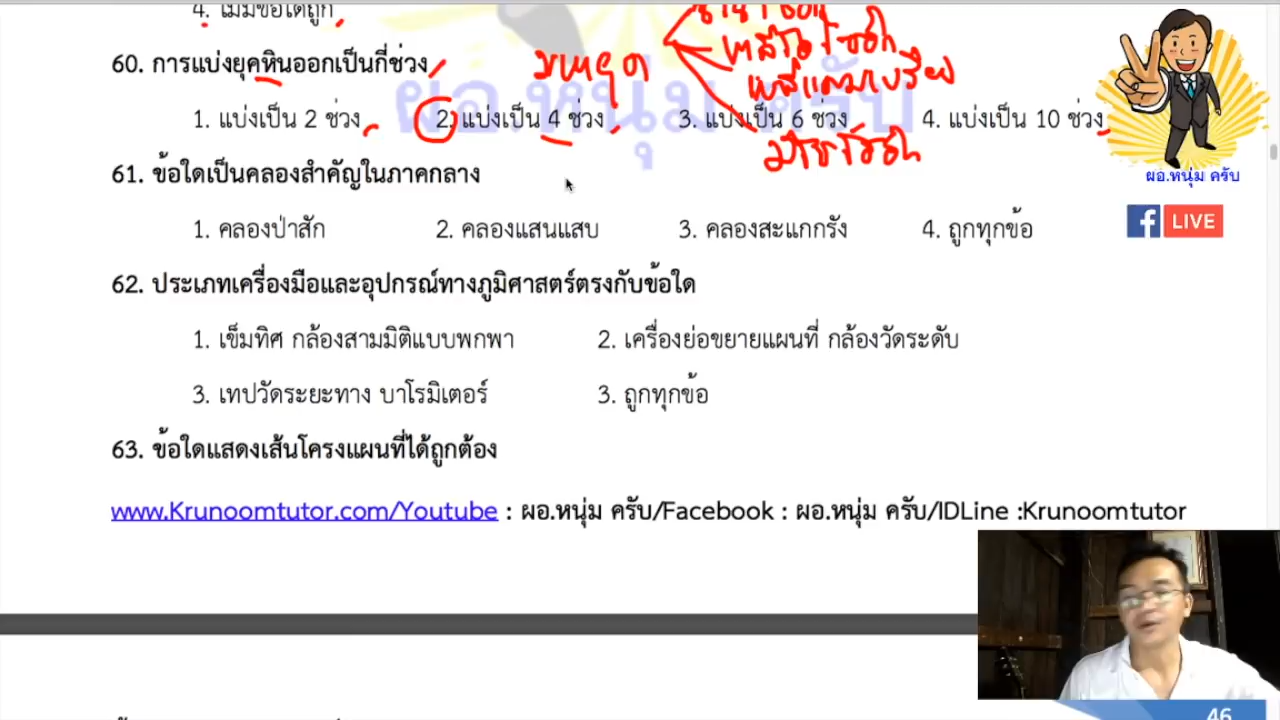 60. การแบ่งยุคหินออกเป็นกี่ช่วง
1. แบ่งเป็น 2 ช่วง 2. แบ่งเป็น 4 ช่วง 3. แบ่งเป็น 6 ช่วง 4. แบ่งเป็น 10 ช่วง
ผอ.หนุ่ม ครับ
61. ข้อใดเป็นคลองสำคัญในภาคกลาง
ผอ.หนุ่ม ครับ
1. คลองป่าสัก 2. คลองแสนแสบ 3. คลองสะแกกรัง 4. ถูกทุกข้อ
f LIVE
62. ประเภทเครื่องมือและอุปกรณ์ทางภูมิศาสตร์ตรงกับข้อใด
1. เข็มทิศ กล้องสามมิติแบบพกพา 2. เครื่องย่อขยายแผนที่ กล้องวัดระดับ
3. เทปวัดระยะทาง บาโรมิเตอร์ 3. ถูกทุกข้อ
63. ข้อใดแสดงเส้นโครงแผนที่ได้ถูกต้อง
www.Krunoomtutor.com/Youtube : ผอ.หนุ่ม ครับ/Facebook : ผอ.หนุ่ม ครับ/IDLine :Krunoomtutor
46